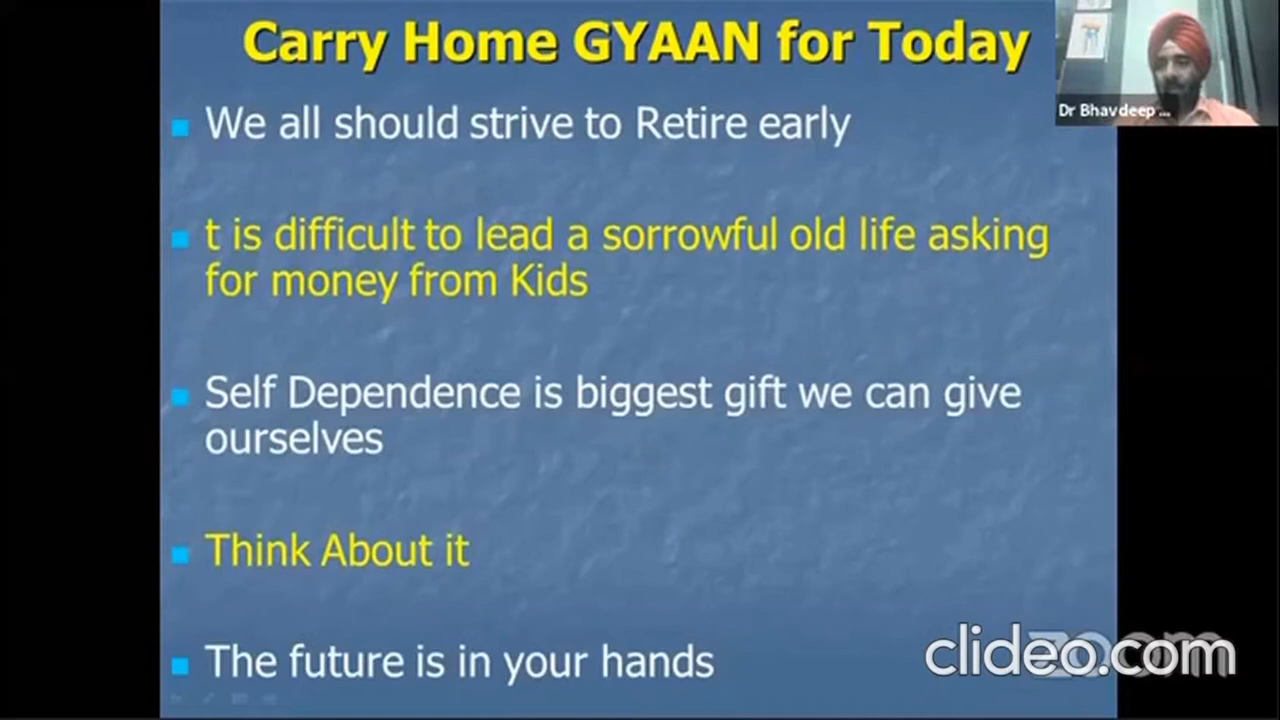 Carry Home GYAAN for Today
Dr Bhavdeep ...
We all should strive to Retire early
t is difficult to lead a sorrowful old life asking
for money from Kids
Self Dependence is biggest gift we can give
ourselves
Think About it
The future is in your hands
clideo.com
zoom